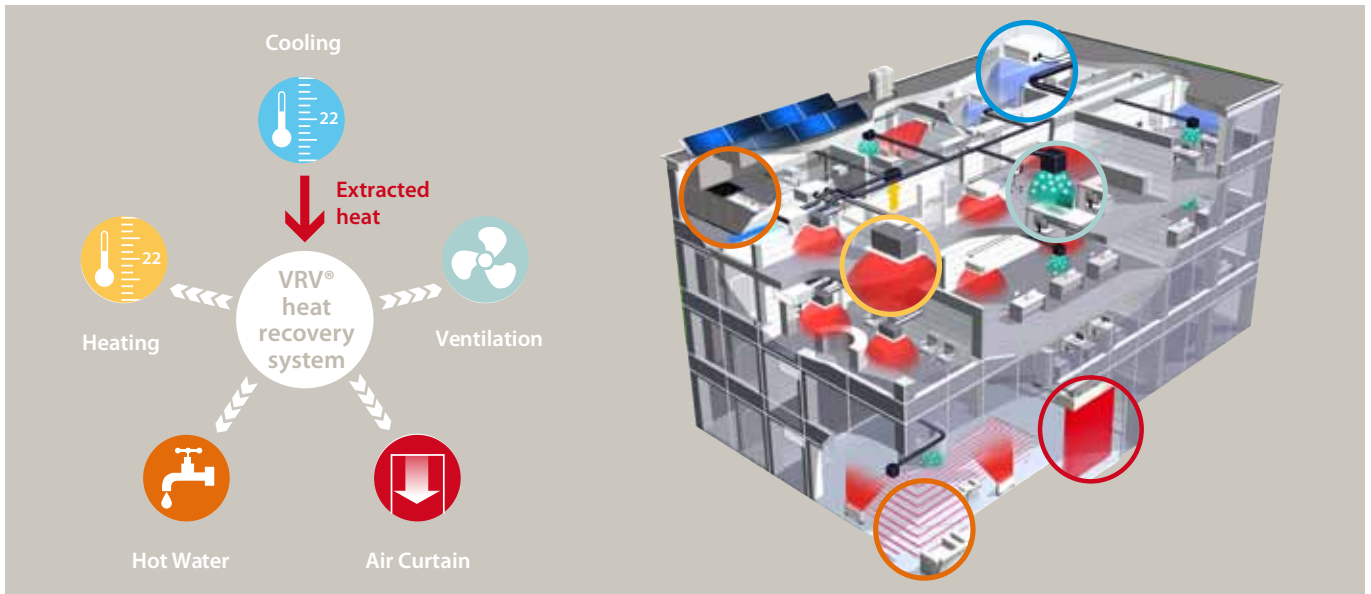 Cooling
22
Extracted
heat
22
VRV®
heat
recovery
system
Heating
Ventilation
Hot Water
Air Curtain